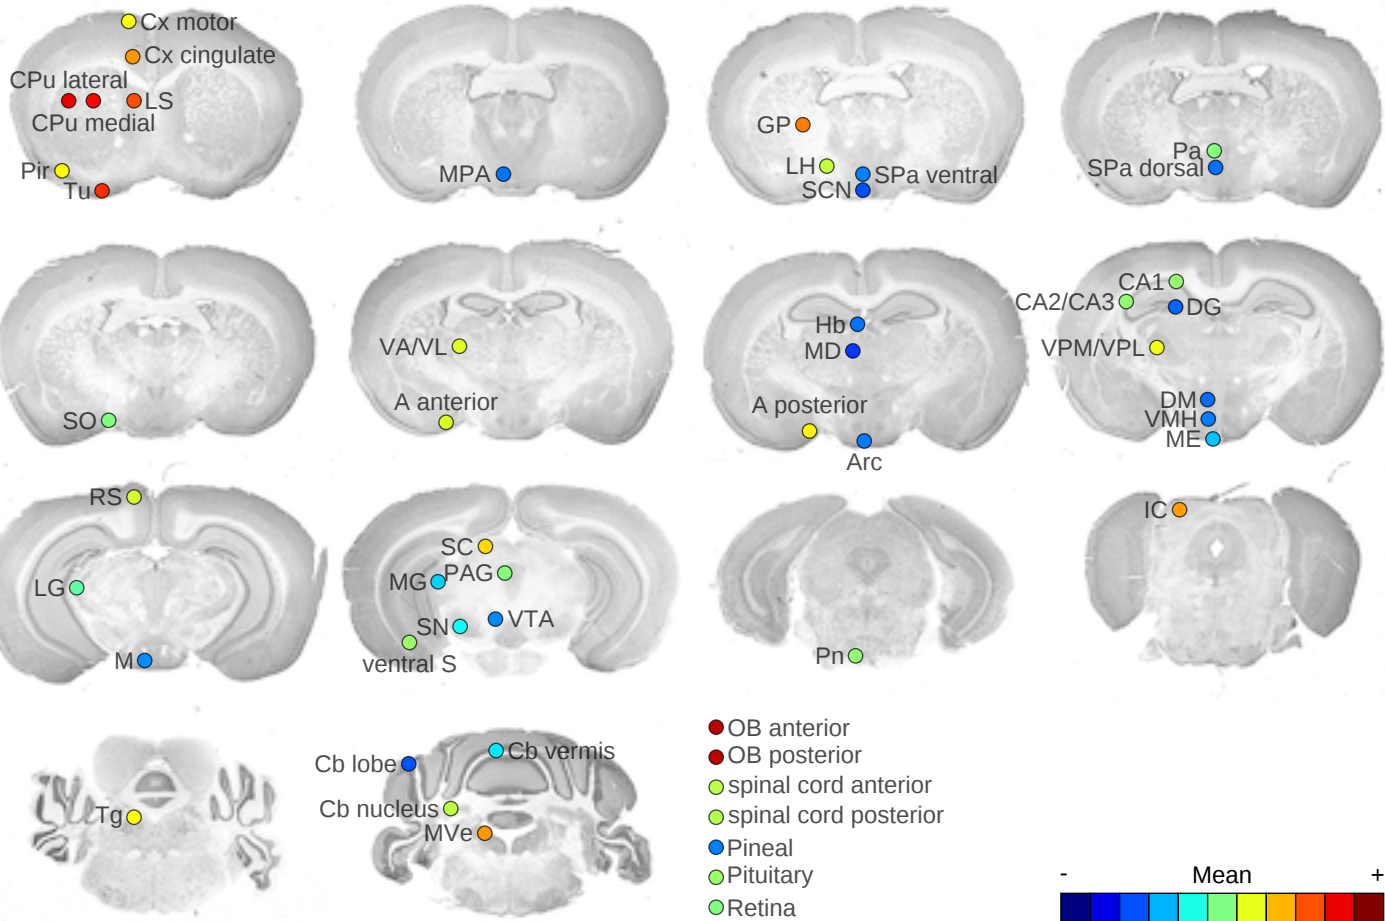 Cx motor
Cx cingulate
CPu lateral
LS
CPu medial
Pir
Tu
MPA
GP
LH
SPa ventral
SCN
Pa
SPa dorsal
SO
VA/VL
A anterior
Hb
MD
A posterior
Arc
CA1
CA2/CA3
DG
VPM/VPL
DM
VMH
ME
RS
LG
M
SC
MG
PAG
SN
VTA
ventral S
Pn
IC
Tg
Cb lobe
Cb vermis
Cb nucleus
MVe
OB anterior
OB posterior
spinal cord anterior
spinal cord posterior
Pineal
Pituitary
Retina
- Mean +